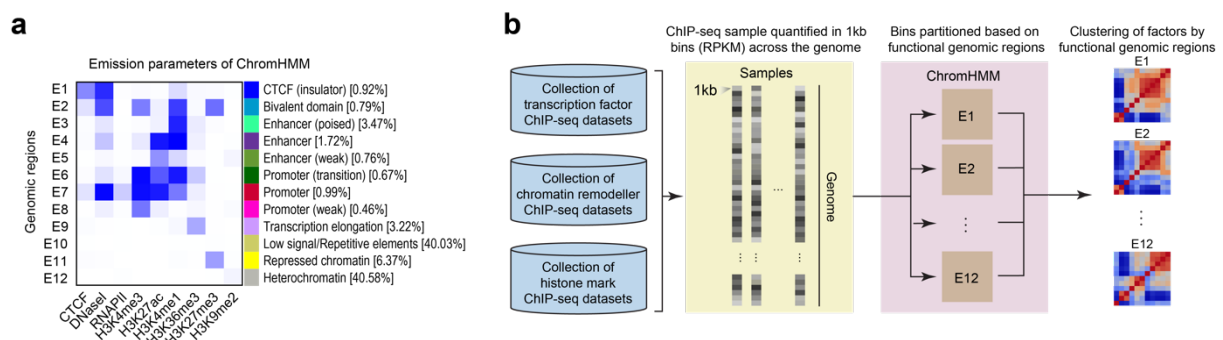 a
Emission parameters of ChromHMM
Genomic regions
E1
E2
E3
E4
E5
E6
E7
E8
E9
E10
E11
E12
CTCF (insulator) [0.92%]
Bivalent domain [0.79%]
Enhancer (poised) [3.47%]
Enhancer [1.72%]
Enhancer (weak) [0.76%]
Promoter (transition) [0.67%]
Promoter [0.99%]
Promoter (weak) [0.46%]
Transcription elongation [3.22%]
Low signal/Repetitive elements [40.03%]
Repressed chromatin [6.37%]
Heterochromatin [40.58%]
CTCF
DNaseI
RNAPII
H3K4me3
H3K27ac
H3K4me1
H3K36me3
H3K27me3
H3K9me2
b
Collection of
transcription factor
ChIP-seq datasets
Collection of
chromatin remodeller
ChIP-seq datasets
Collection of
histone mark
ChIP-seq datasets
ChIP-seq sample quantified in 1kb
bins (RPKM) across the genome
Samples
1kb
...
...
...
...
Genome
Bins partitioned based on
functional genomic regions
ChromHMM
E1
E2
...
E12
Clustering of factors by
functional genomic regions
E1
E2
...
E12